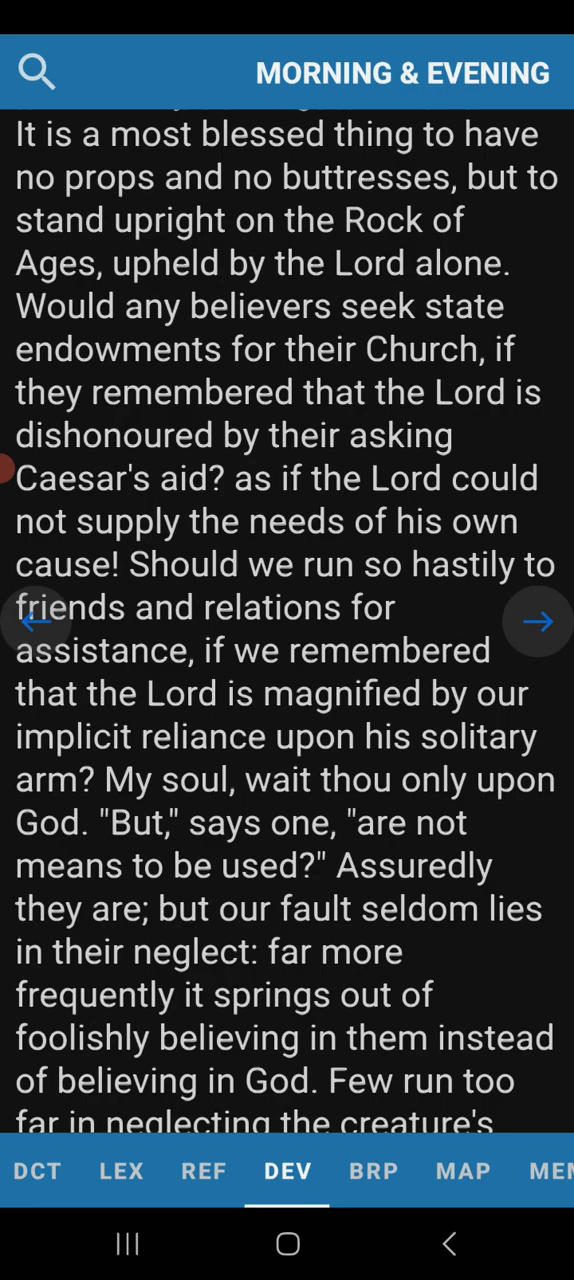 MORNING & EVENING
It is a most blessed thing to have
no props and no buttresses, but to
stand upright on the Rock of
Ages, upheld by the Lord alone.
Would any believers seek state
endowments for their Church, if
they remembered that the Lord is
dishonoured by their asking
Caesar's aid? as if the Lord could
not supply the needs of his own
cause! Should we run so hastily to
friends and relations for
assistance, if we remembered
that the Lord is magnified by our
implicit reliance upon his solitary
arm? My soul, wait thou only upon
God. "But," says one, "are not
means to be used?" Assuredly
they are; but our fault seldom lies
in their neglect: far more
frequently it springs out of
foolishly believing in them instead
of believing in God. Few run too
far in neglecting the creature's
DCT LEX REF DEV BRP MAP